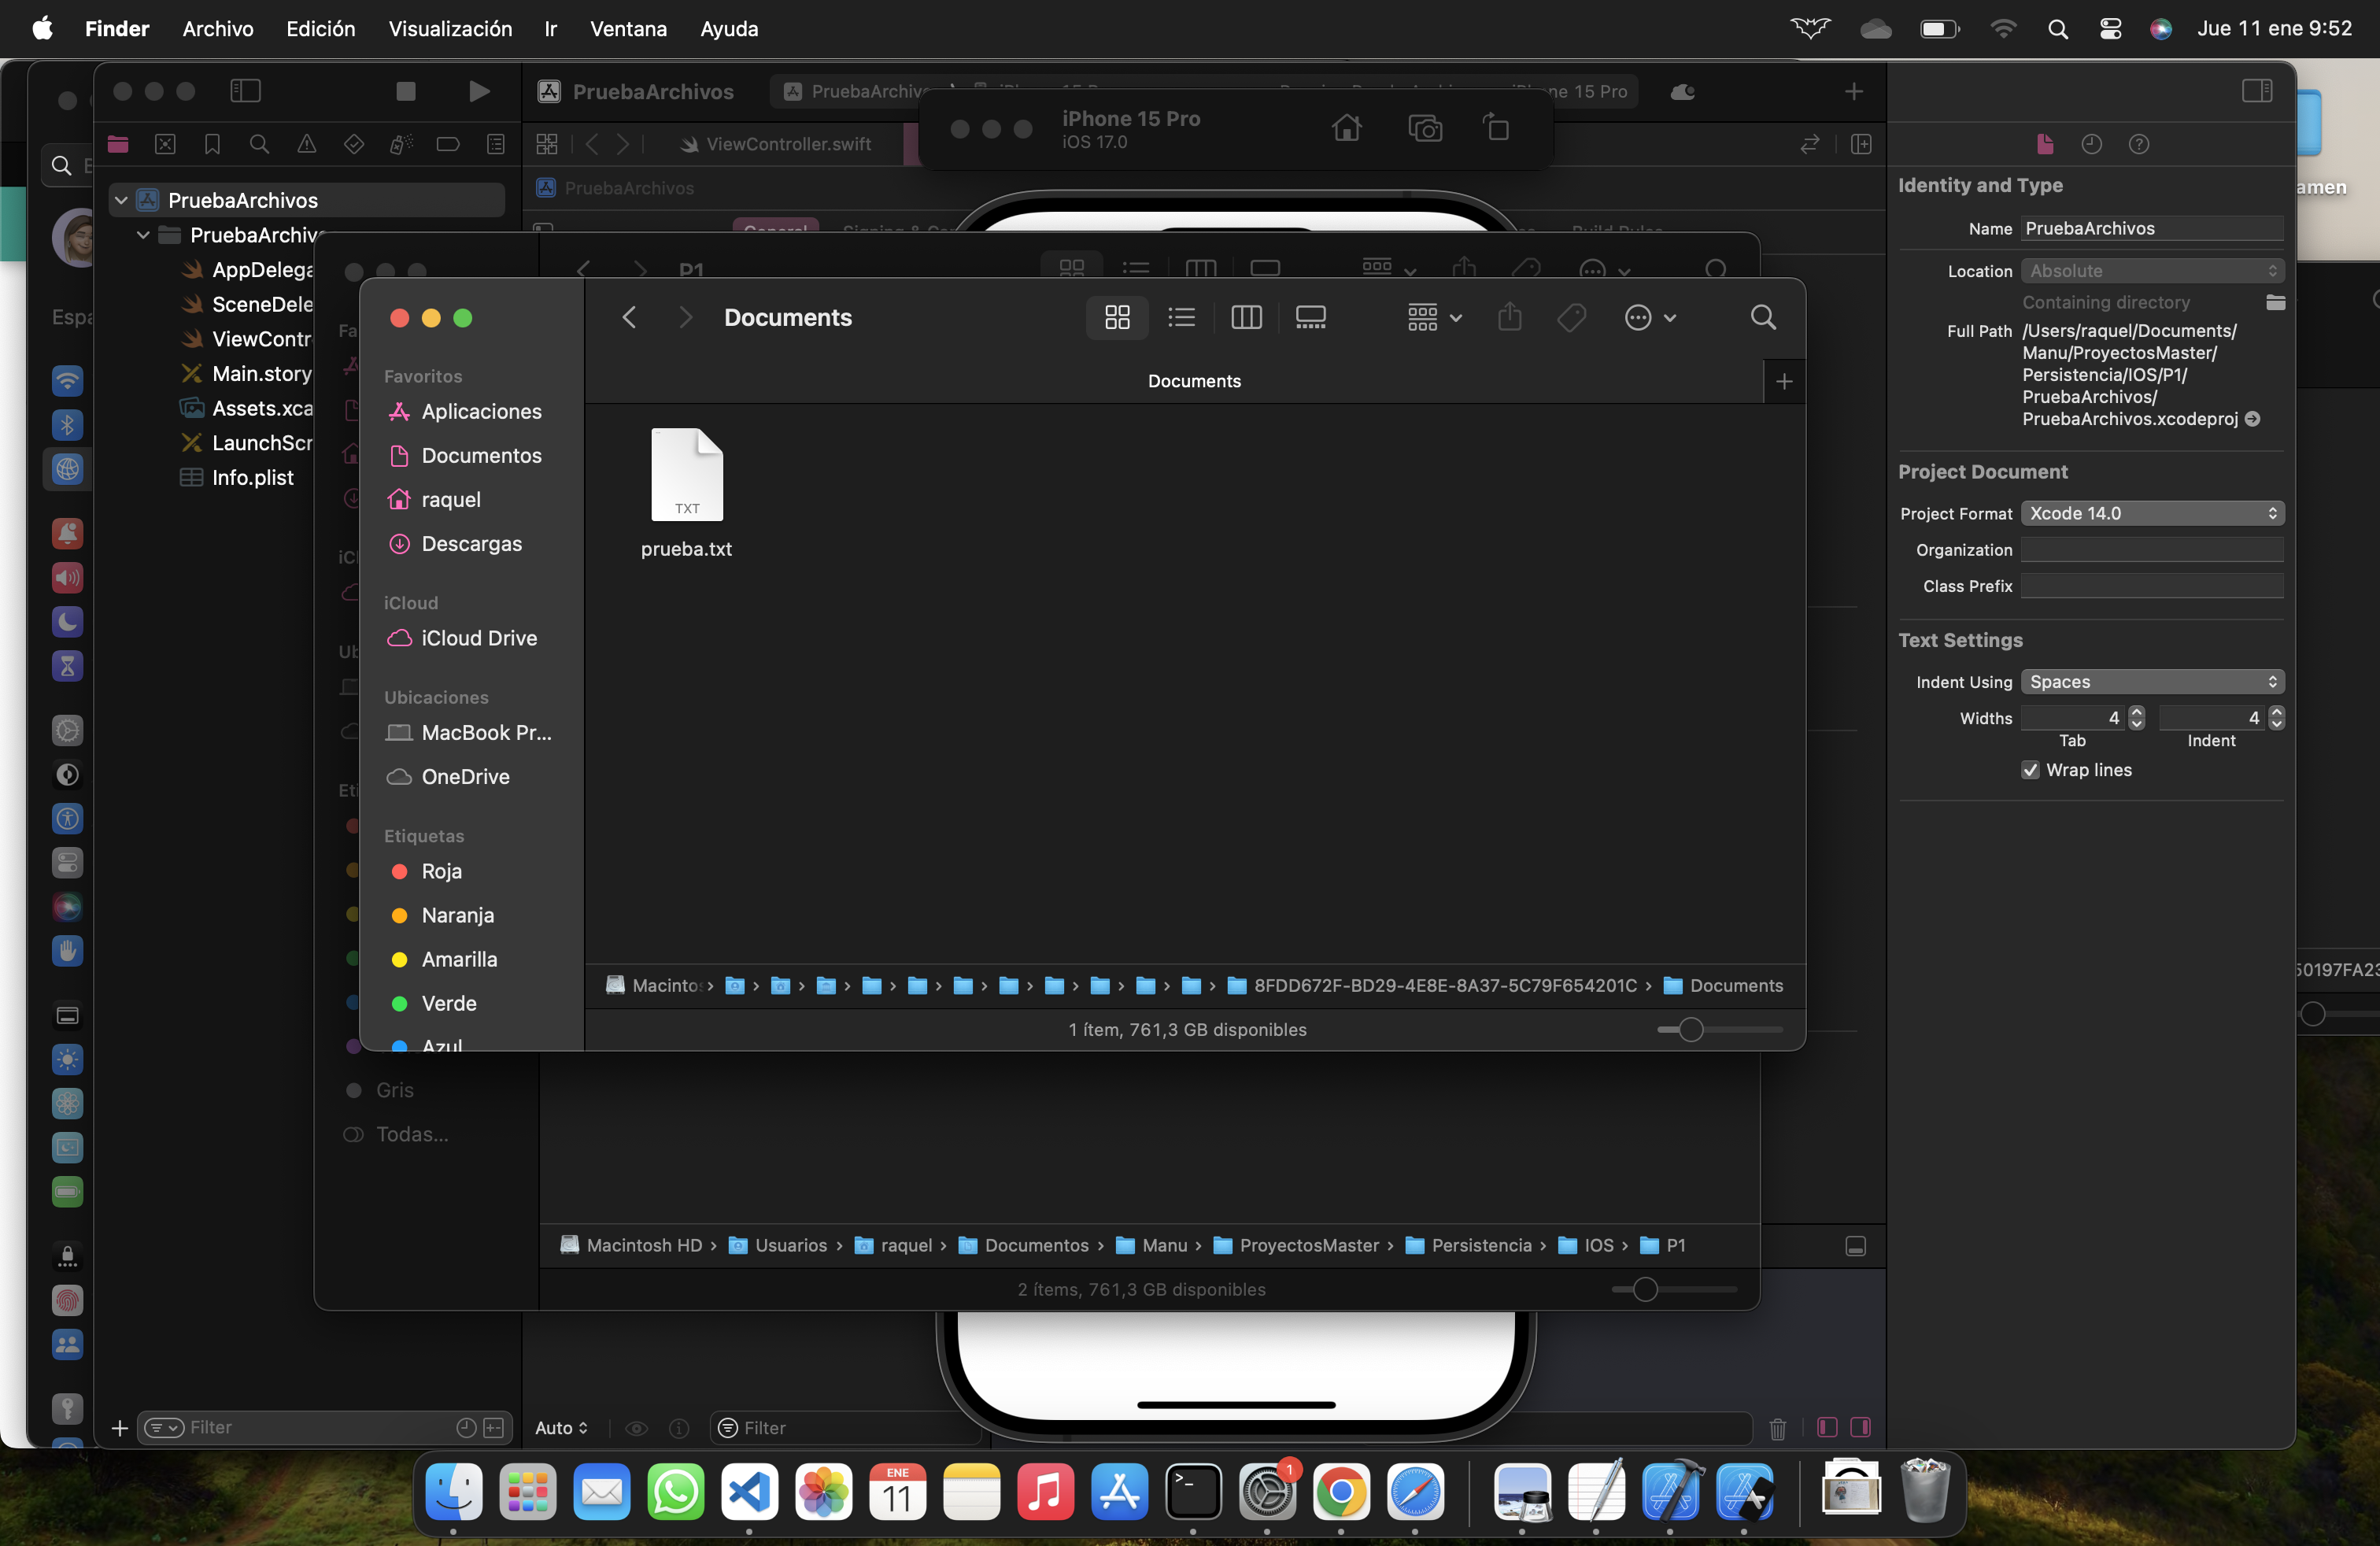 Finder Archivo Edición Visualización Ir Ventana Ayuda
Jue 11 ene 9:52
PruebaArchivos
iPhone 15 Pro
iOS 17.0
ViewController.swift
PruebaArchivos
PruebaArchivos
AppDelega
SceneDele
ViewContr
Main.story
Assets.xca
LaunchScr
Info.plist
Filter
P1
Documents
Documents
Favoritos
Aplicaciones
Documentos
raquel
Descargas
iCloud
iCloud Drive
Ubicaciones
MacBook Pr...
OneDrive
Etiquetas
Roja
Naranja
Amarilla
Verde
Azul
Gris
Todas...
TXT
prueba.txt
8FDD672F-BD29-4E8E-8A37-5C79F654201C › Documents
1 ítem, 761,3 GB disponibles
Macintosh HD › Usuarios › raquel › Documentos › Manu › ProyectosMaster › Persistencia › IOS › P1
2 ítems, 761,3 GB disponibles
Auto
Filter
Identity and Type
Name PruebaArchivos
Location Absolute
Containing directory
Full Path /Users/raquel/Documents/
Manu/ProyectosMaster/
Persistencia/IOS/P1/
PruebaArchivos/
PruebaArchivos.xcodeproj
Project Document
Project Format Xcode 14.0
Organization
Class Prefix
Text Settings
Indent Using Spaces
Widths 4 4
Tab Indent
Wrap lines
ENE
11
1